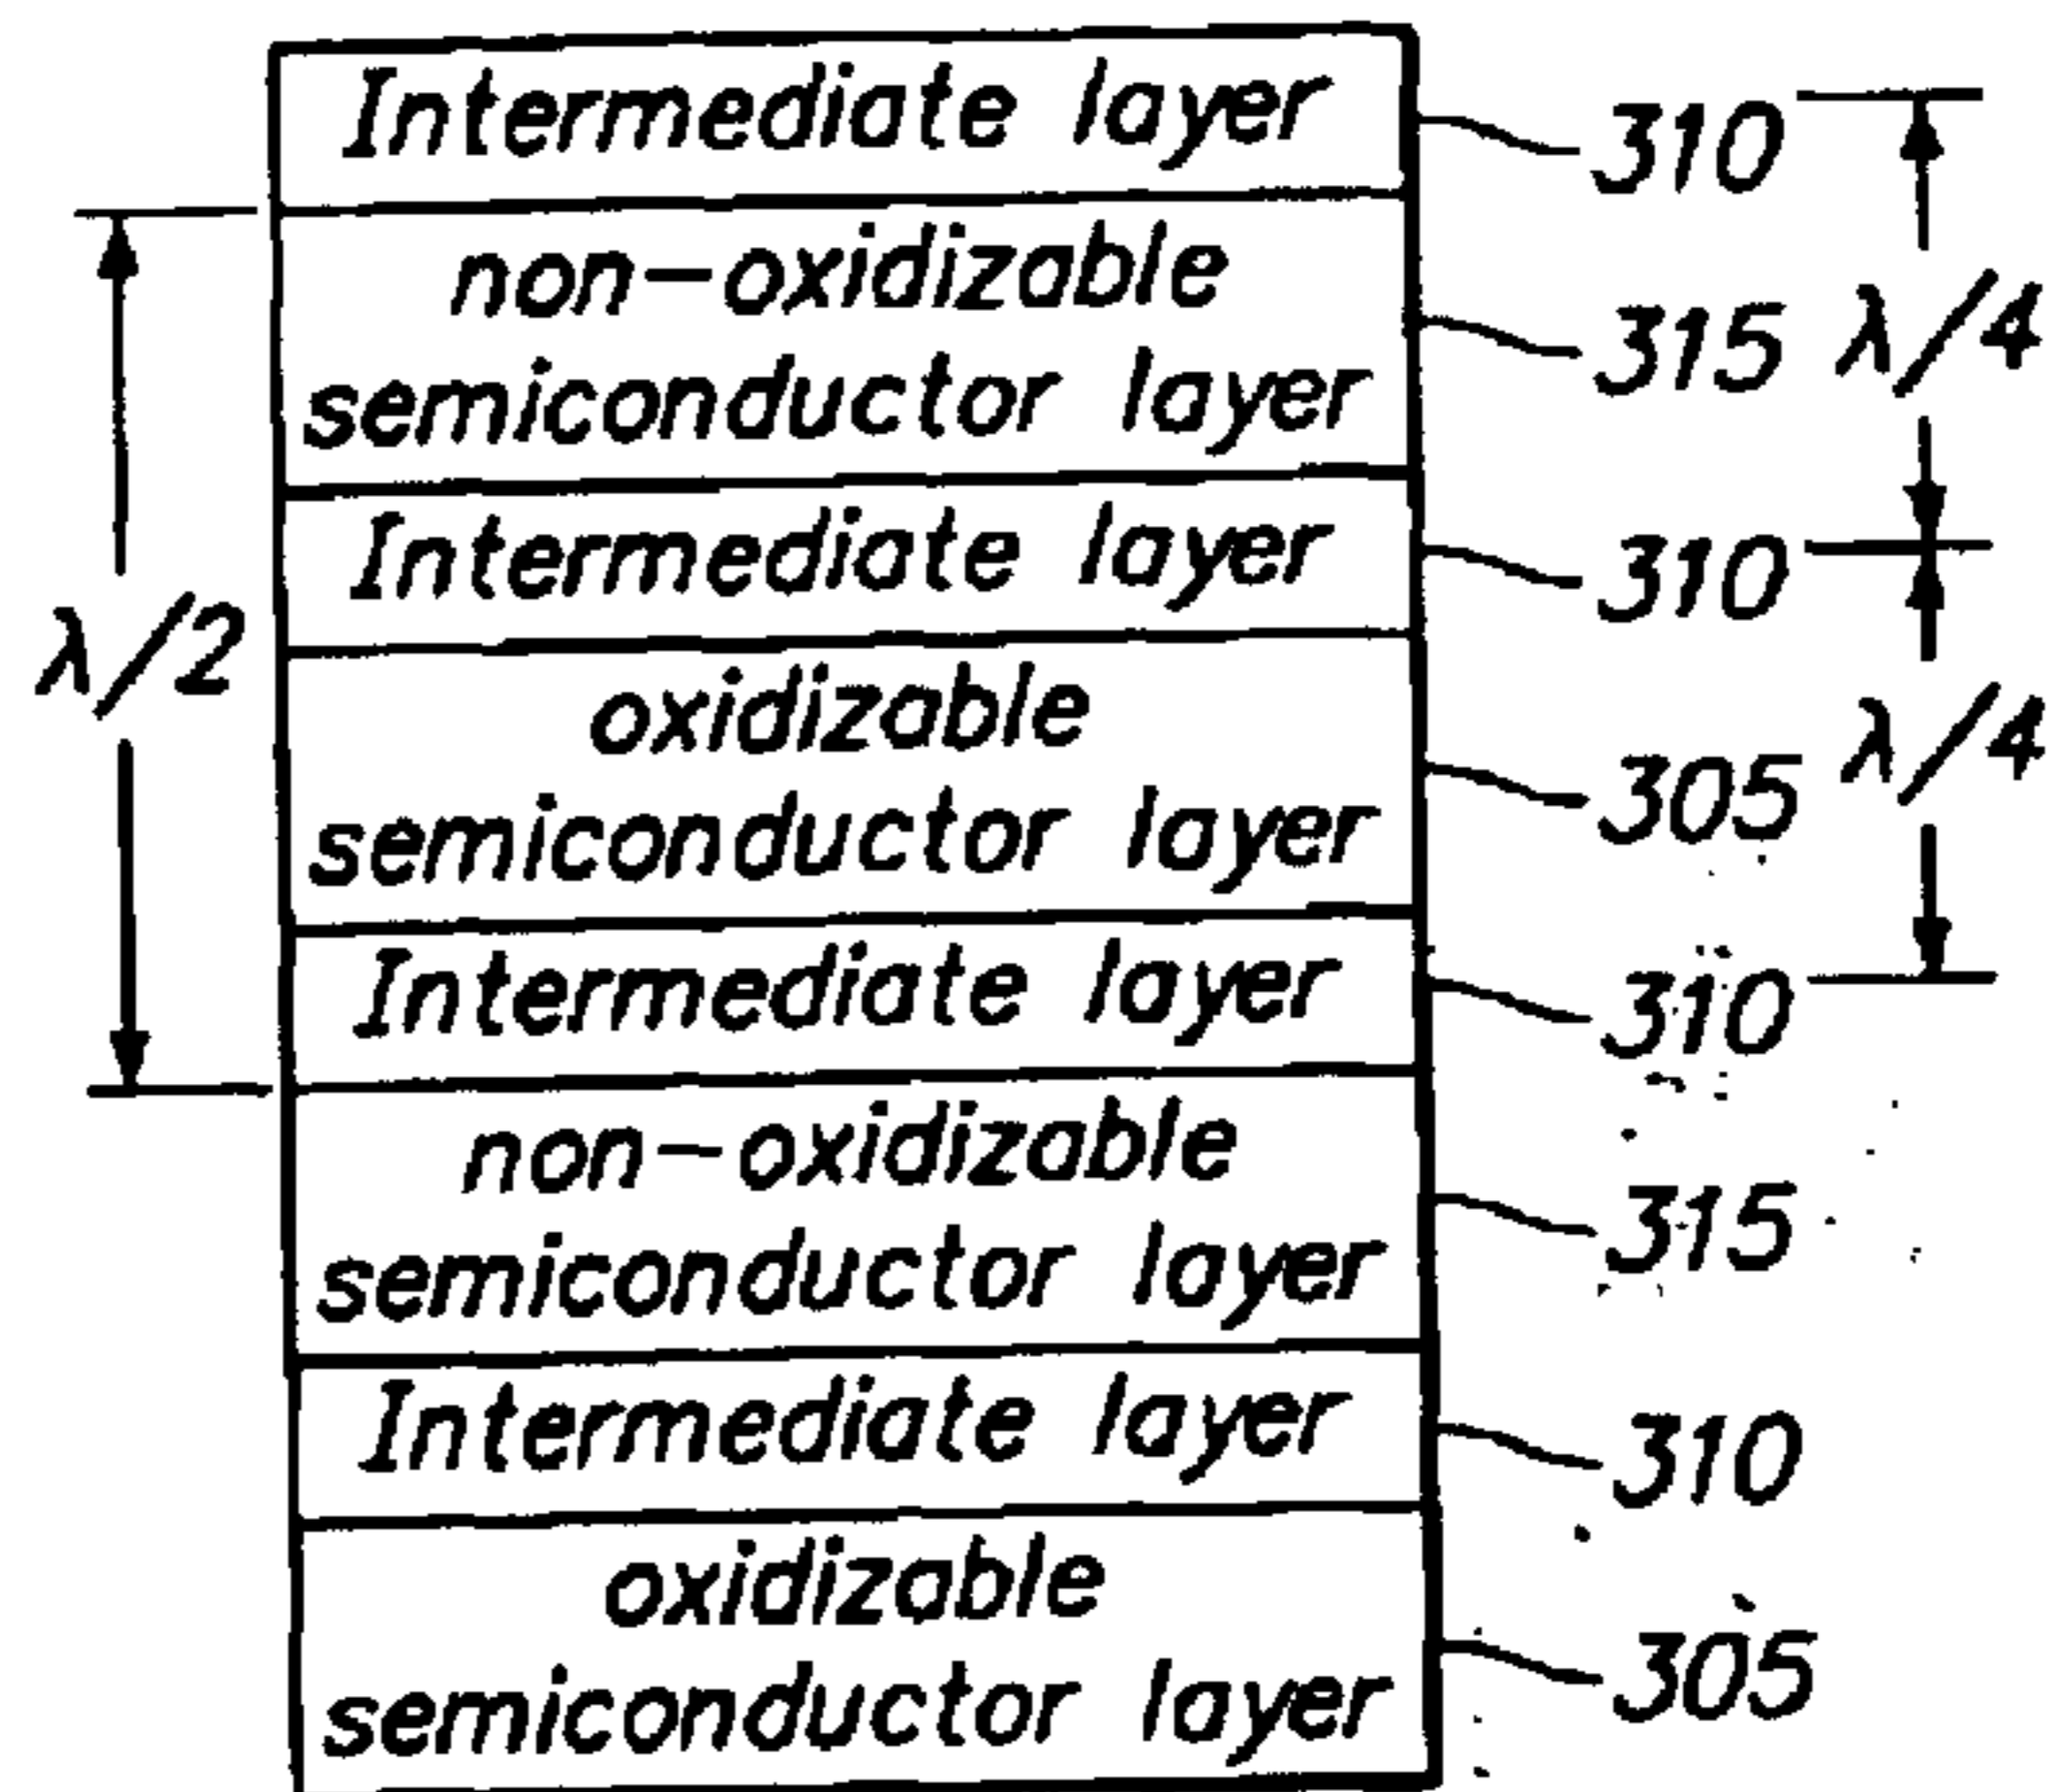 Intermediate layer
310
non-oxidizable
semiconductor layer
315
λ/4
Intermediate layer
310
λ/2
oxidizable
semiconductor layer
305
λ/4
Intermediate layer
310
non-oxidizable
semiconductor layer
315
Intermediate layer
310
oxidizable
semiconductor layer
305